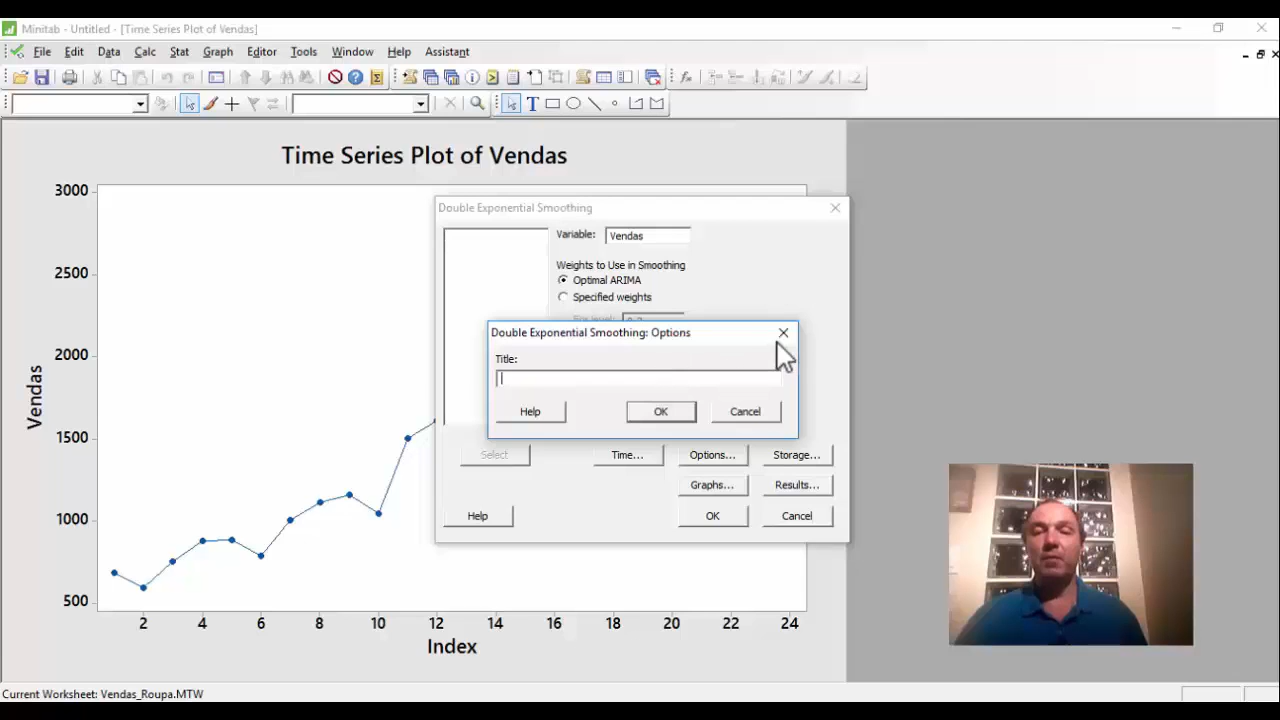 Minitab - Untitled - [Time Series Plot of Vendas]
File Edit Data Calc Stat Graph Editor Tools Window Help Assistant
Time Series Plot of Vendas
3000
2500
2000
1500
1000
500
Vendas
2 4 6 8 10 12 14 16 18 20 22 24
Index
Double Exponential Smoothing
Variable: Vendas
Weights to Use in Smoothing
Optimal ARIMA
Specified weights
Double Exponential Smoothing: Options
Title:
Help OK Cancel
Select Time... Options... Storage...
Graphs... Results...
Help OK Cancel
Current Worksheet: Vendas_Roupa.MTW